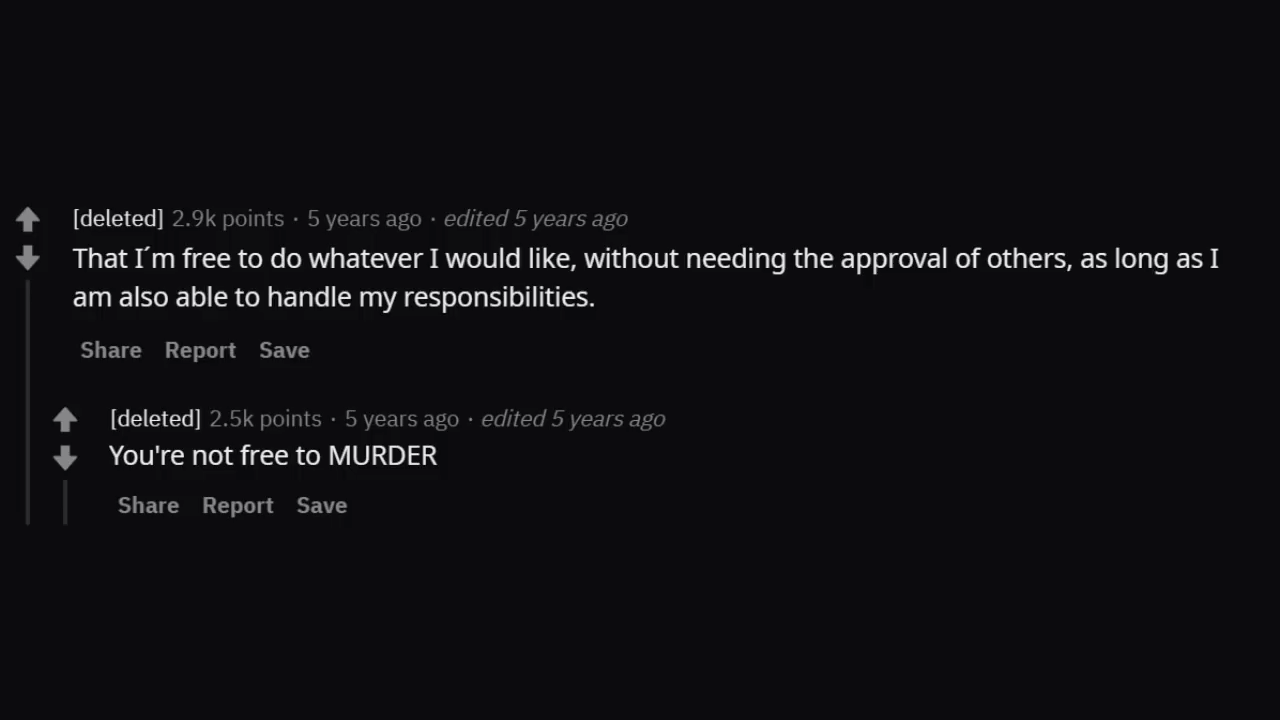 [deleted] 2.9k points · 5 years ago · edited 5 years ago
That I´m free to do whatever I would like, without needing the approval of others, as long as I
am also able to handle my responsibilities.
Share Report Save
[deleted] 2.5k points · 5 years ago · edited 5 years ago
You're not free to MURDER
Share Report Save